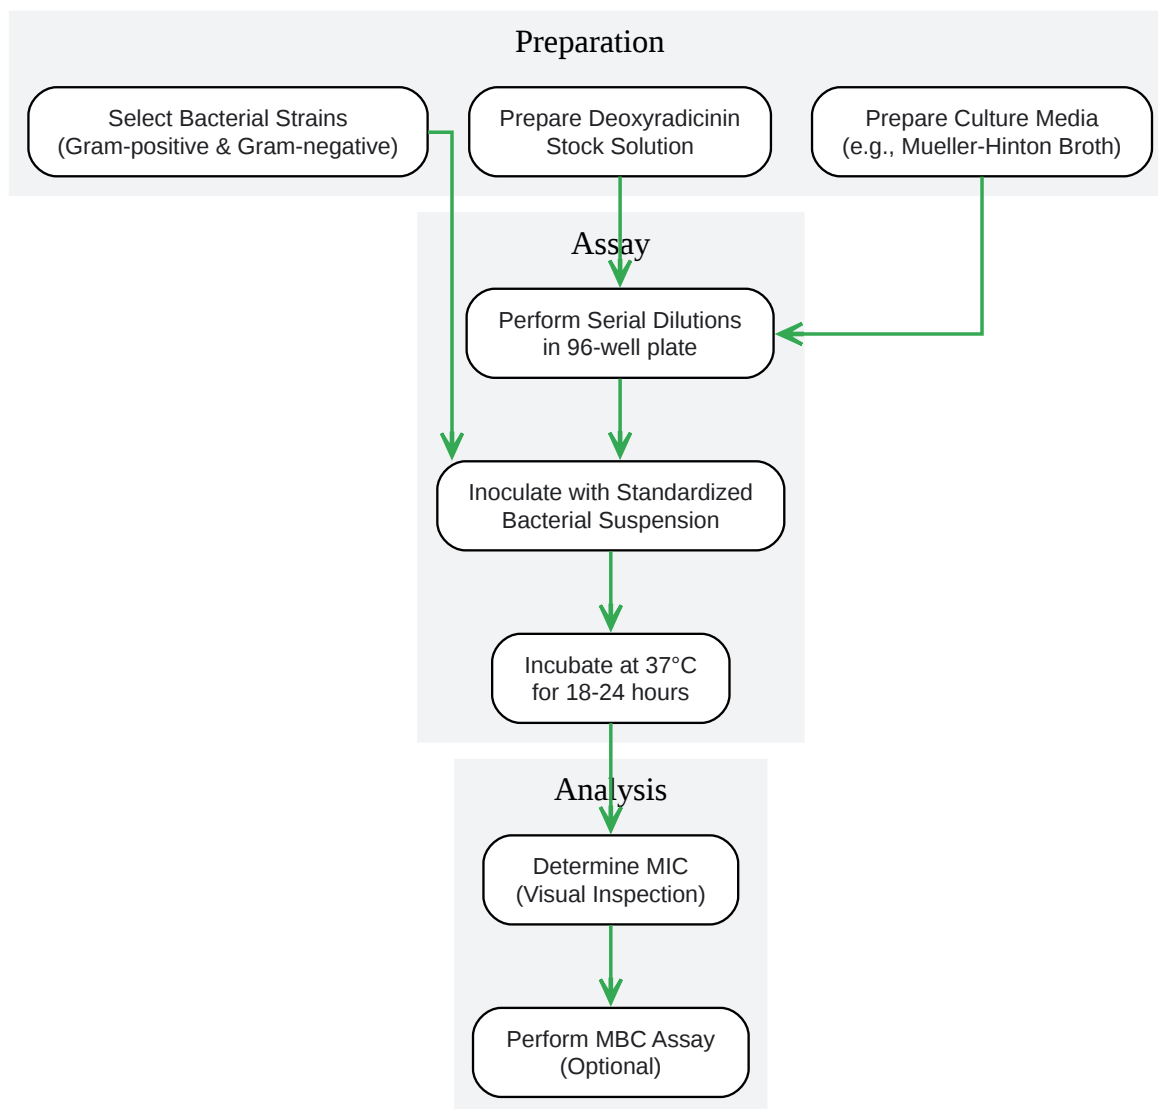 Preparation
Select Bacterial Strains
(Gram-positive & Gram-negative)
Prepare Deoxyradicinin
Stock Solution
Prepare Culture Media
(e.g., Mueller-Hinton Broth)
Assay
Perform Serial Dilutions
in 96-well plate
Inoculate with Standardized
Bacterial Suspension
Incubate at 37°C
for 18-24 hours
Analysis
Determine MIC
(Visual Inspection)
Perform MBC Assay
(Optional)